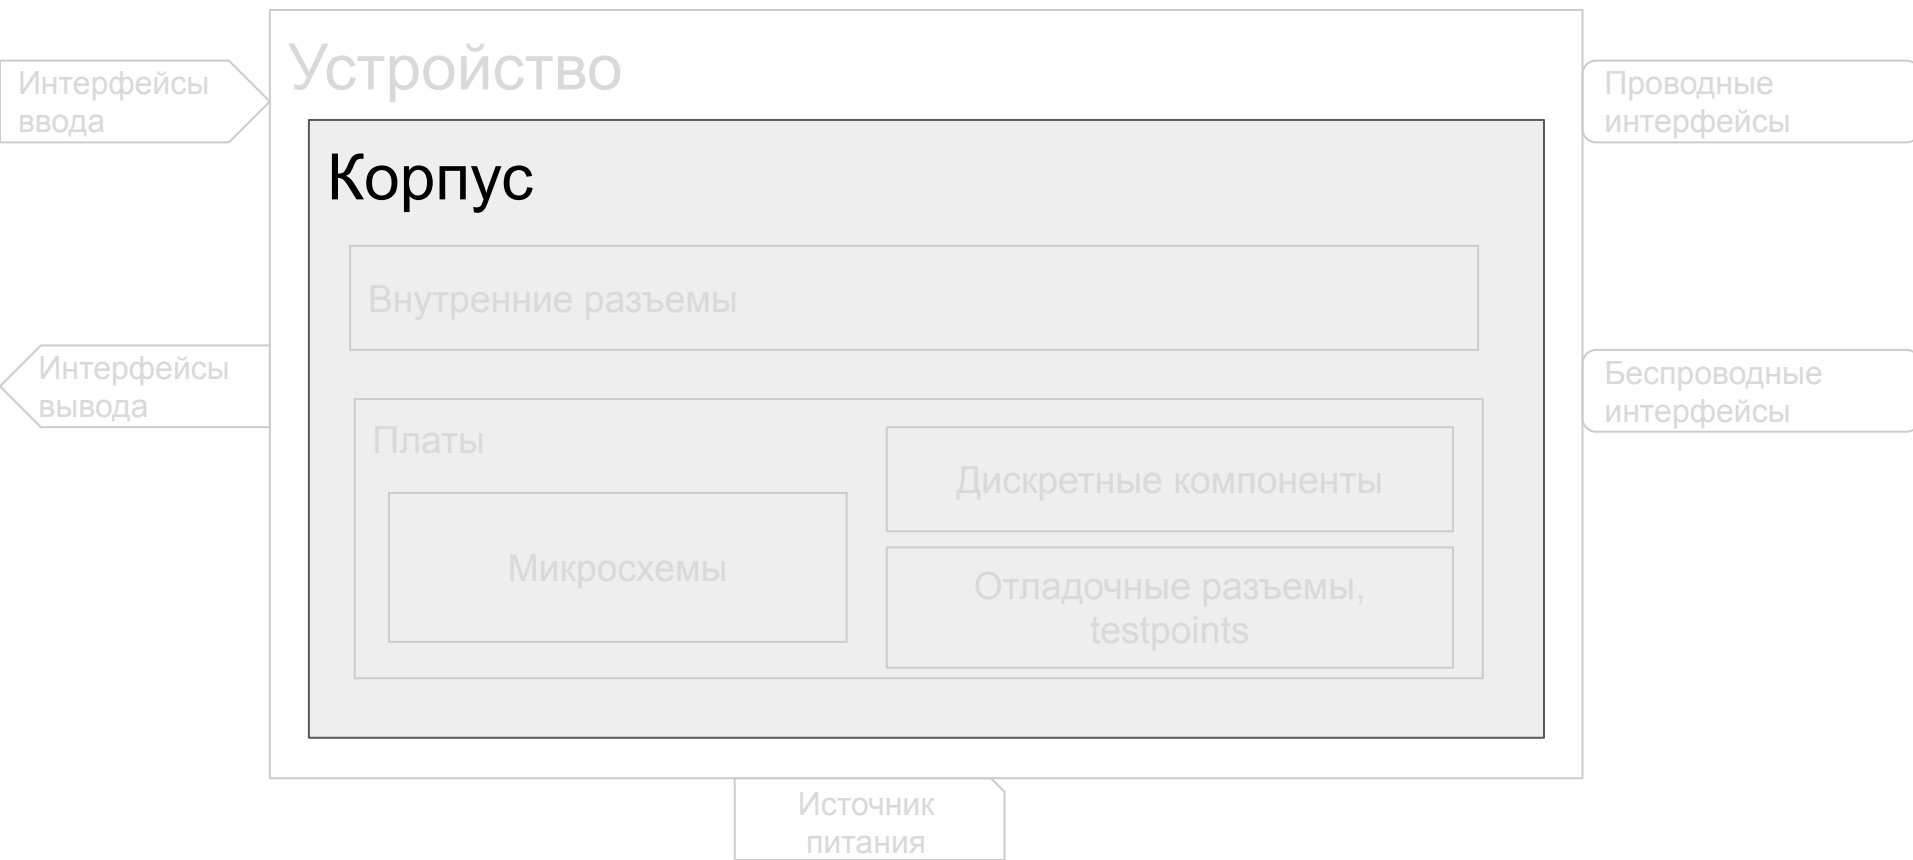 Устройство
Интерфейсы
ввода
Проводные
интерфейсы
Корпус
Внутренние разъемы
Интерфейсы
вывода
Беспроводные
интерфейсы
Платы
Дискретные компоненты
Микросхемы
Отладочные разъемы,
testpoints
Источник
питания